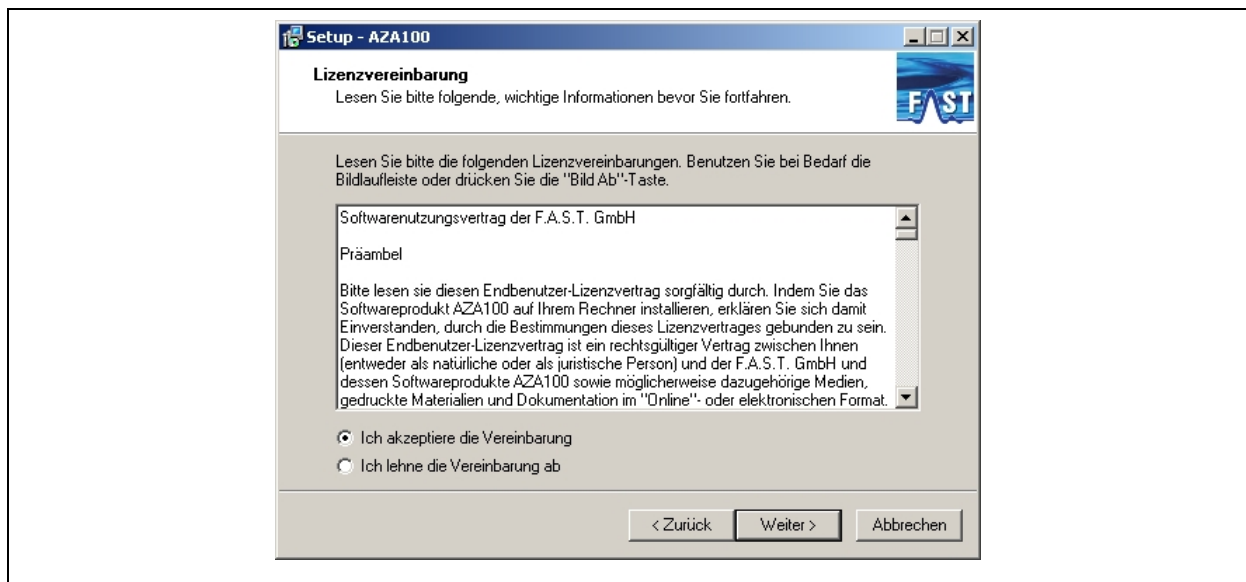 Setup - AZA100
Lizenzvereinbarung
Lesen Sie bitte folgende, wichtige Informationen bevor Sie fortfahren.
FAST
Lesen Sie bitte die folgenden Lizenzvereinbarungen. Benutzen Sie bei Bedarf die
Bildlaufleiste oder drücken Sie die "Bild Ab"-Taste.
Softwarenutzungsvertrag der F.A.S.T. GmbH
Präambel
Bitte lesen sie diesen Endbenutzer-Lizenzvertrag sorgfältig durch. Indem Sie das
Softwareprodukt AZA100 auf Ihrem Rechner installieren, erklären Sie sich damit
Einverstanden, durch die Bestimmungen dieses Lizenzvertrages gebunden zu sein.
Dieser Endbenutzer-Lizenzvertrag ist ein rechtsgültiger Vertrag zwischen Ihnen
(entweder als natürliche oder als juristische Person) und der F.A.S.T. GmbH und
dessen Softwareprodukte AZA100 sowie möglicherweise dazugehörige Medien,
gedruckte Materialien und Dokumentation im "Online"- oder elektronischen Format.
Ich akzeptiere die Vereinbarung
Ich lehne die Vereinbarung ab
< Zurück
Weiter >
Abbrechen